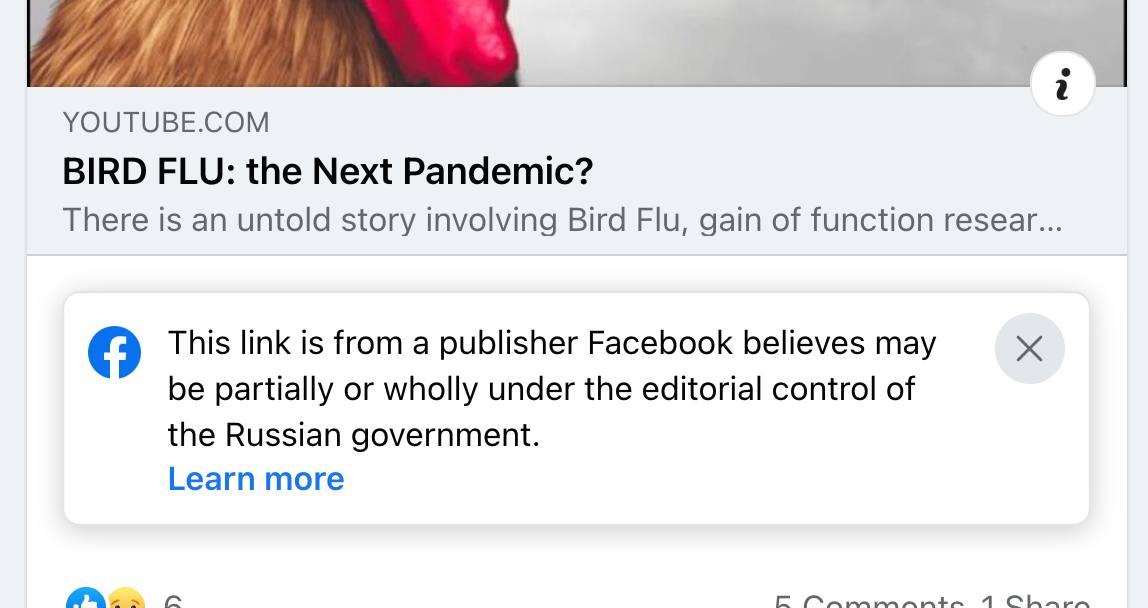 YOUTUBE.COM
BIRD FLU: the Next Pandemic?
There is an untold story involving Bird Flu, gain of function resear...
This link is from a publisher Facebook believes may
be partially or wholly under the editorial control of
the Russian government.
Learn more
6 5 Comments 1 Share